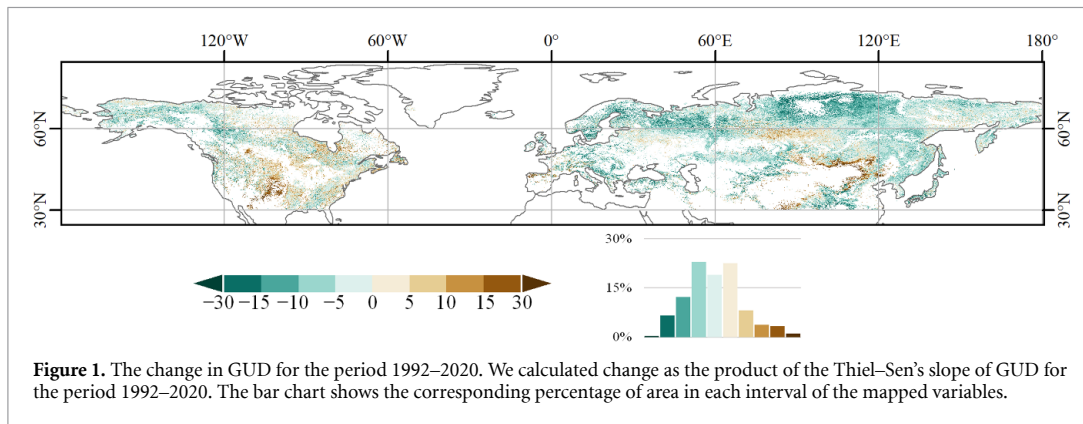 120°W 60°W 0° 60°E 120°E 180°
60°N 60°N
30°N 30°N
30%
15%
0%
−30 −15 −10 −5 0 5 10 15 30
Figure 1. The change in GUD for the period 1992–2020. We calculated change as the product of the Thiel–Sen's slope of GUD for
the period 1992–2020. The bar chart shows the corresponding percentage of area in each interval of the mapped variables.